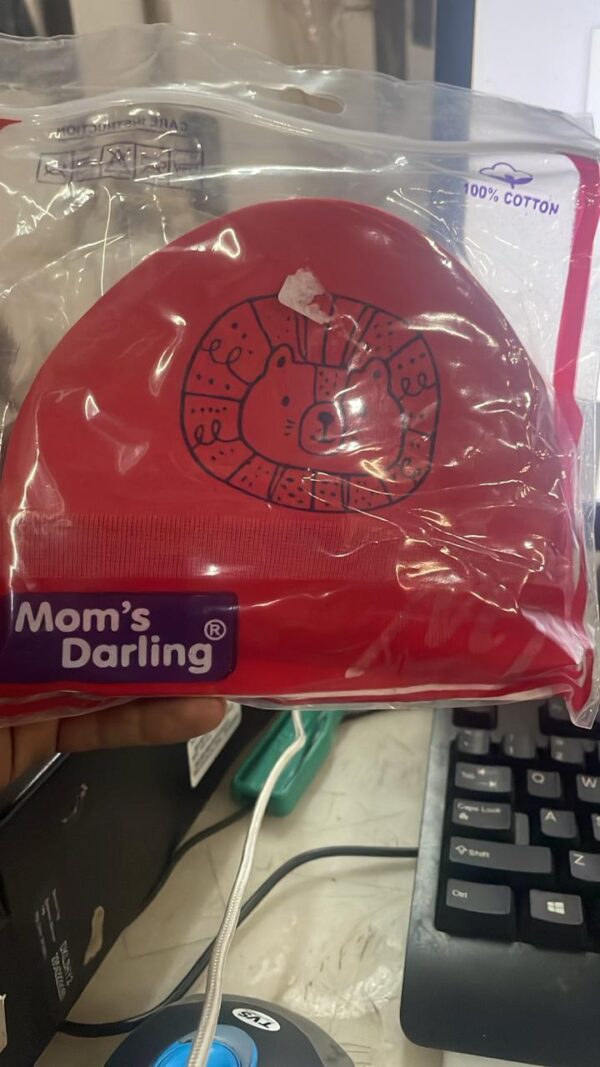 CARE INSTRUCTION
100% COTTON
Mom's
Darling®
Tab
Q
W
Caps Lock
A
Shift
Z
Ctrl
TVS